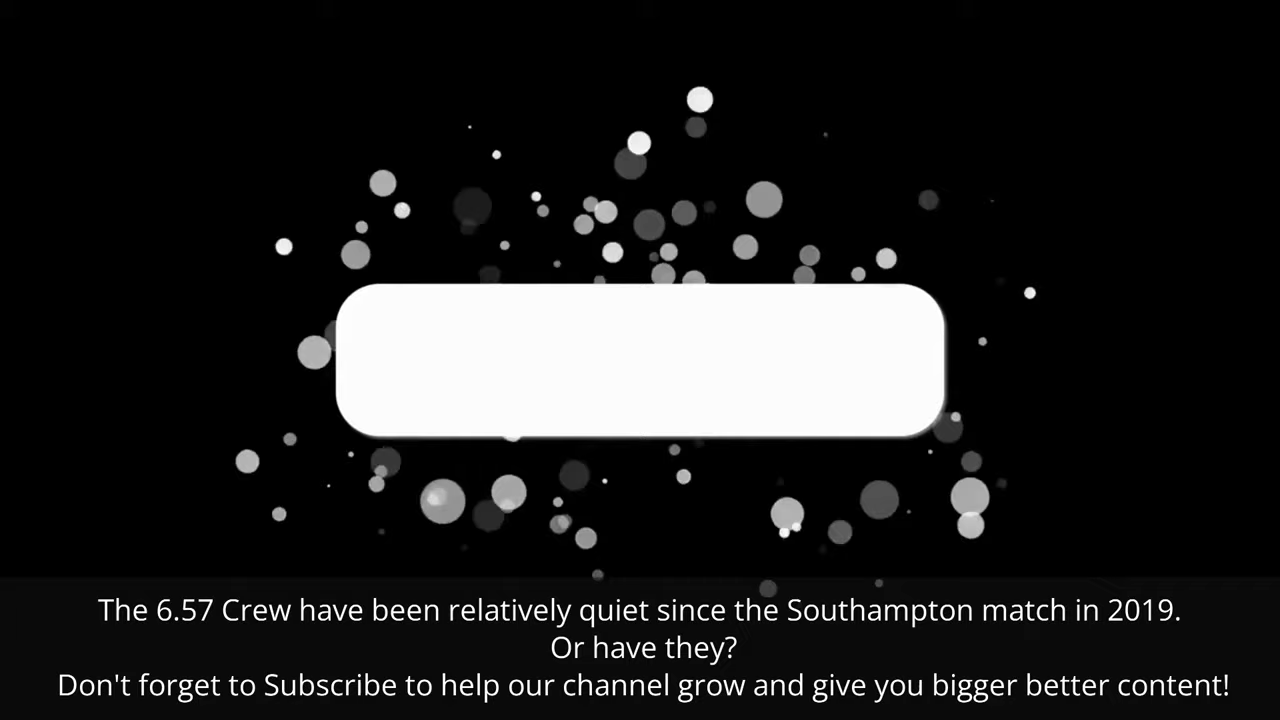 The 6.57 Crew have been relatively quiet since the Southampton match in 2019.
Or have they?
Don't forget to Subscribe to help our channel grow and give you bigger better content!